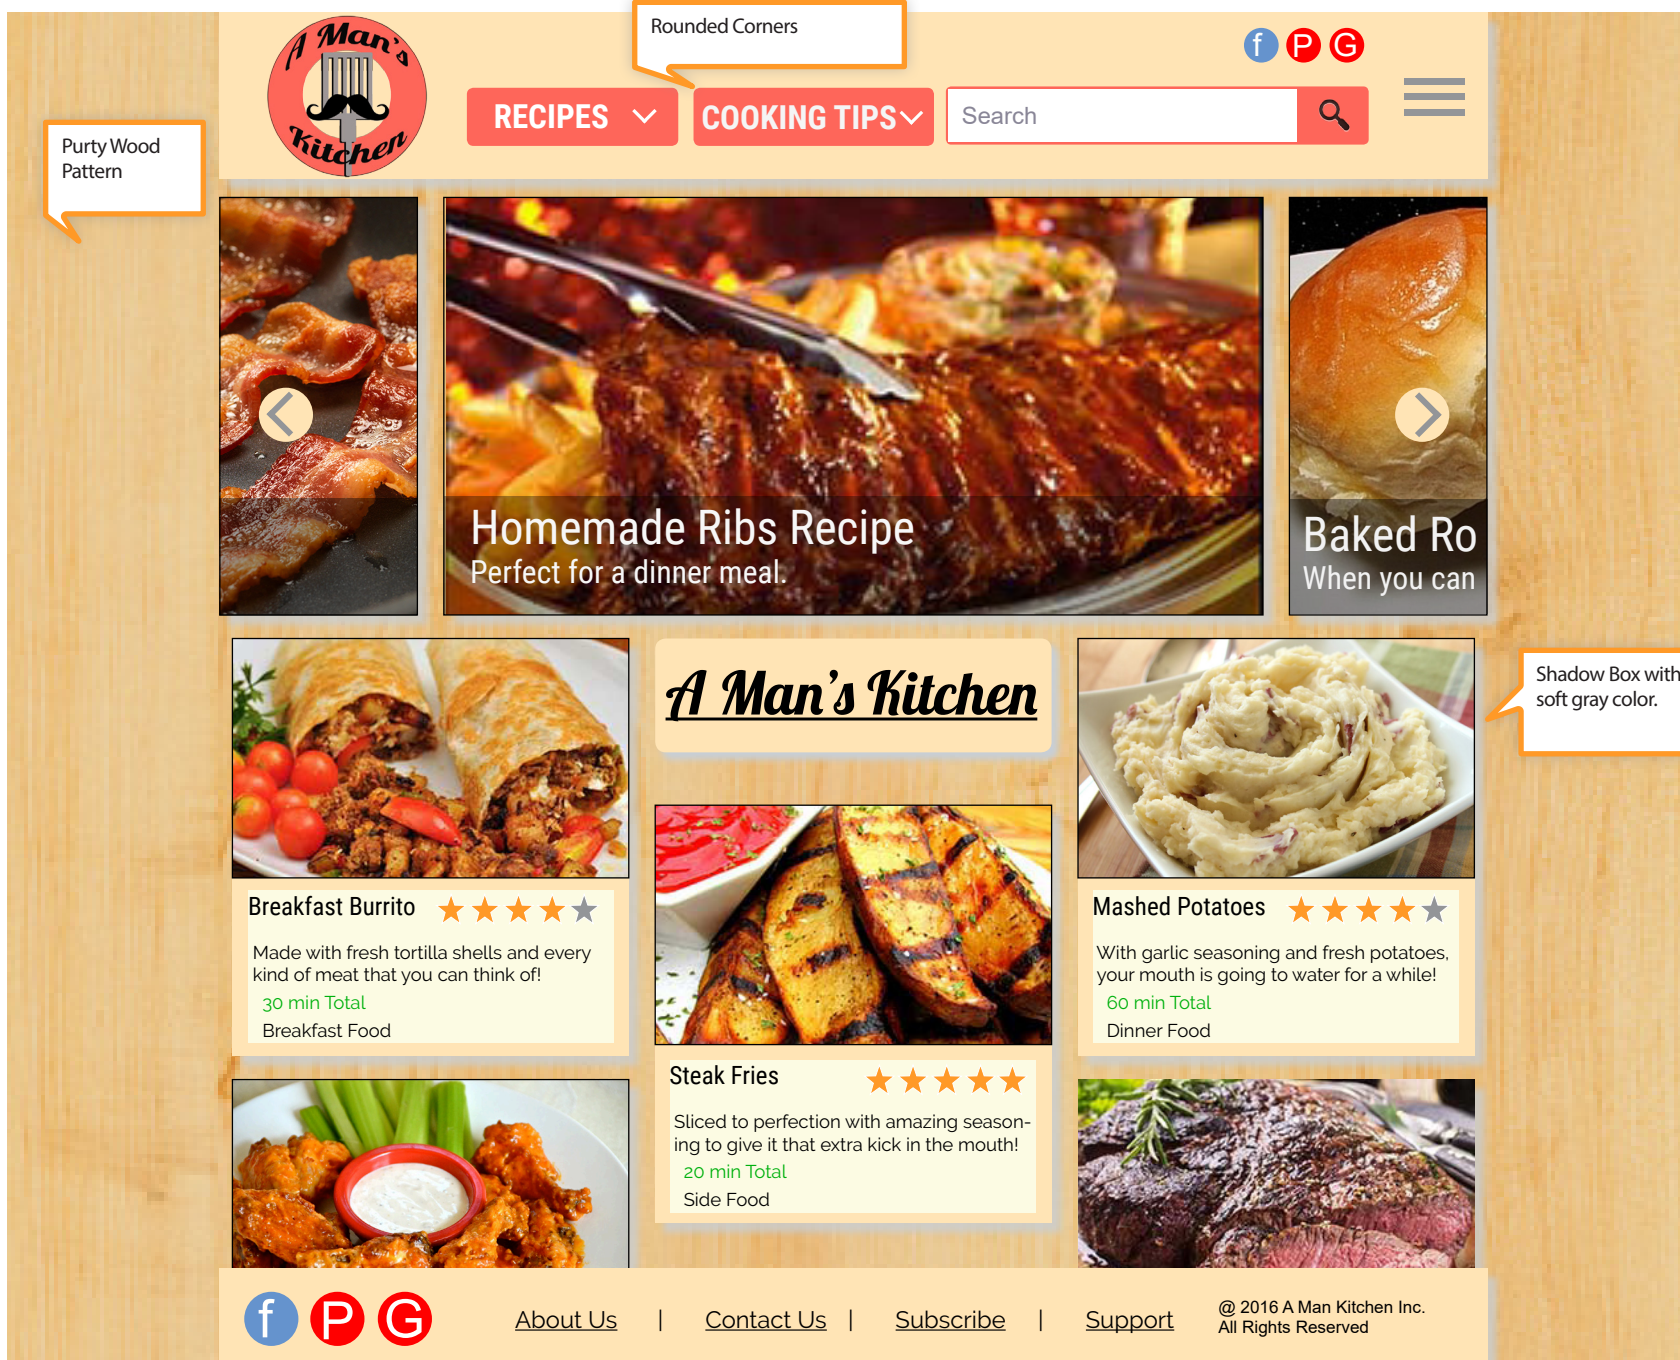 Rounded Corners
A Man's
Kitchen
f P G
RECIPES
COOKING TIPS
Search
Purty Wood
Pattern
Homemade Ribs Recipe
Perfect for a dinner meal.
Baked Ro
When you can
A Man's Kitchen
Shadow Box with
soft gray color.
Breakfast Burrito
Made with fresh tortilla shells and every
kind of meat that you can think of!
30 min Total
Breakfast Food
Mashed Potatoes
With garlic seasoning and fresh potatoes,
your mouth is going to water for a while!
60 min Total
Dinner Food
Steak Fries
Sliced to perfection with amazing season-
ing to give it that extra kick in the mouth!
20 min Total
Side Food
f P G
About Us | Contact Us | Subscribe | Support
@ 2016 A Man Kitchen Inc.
All Rights Reserved